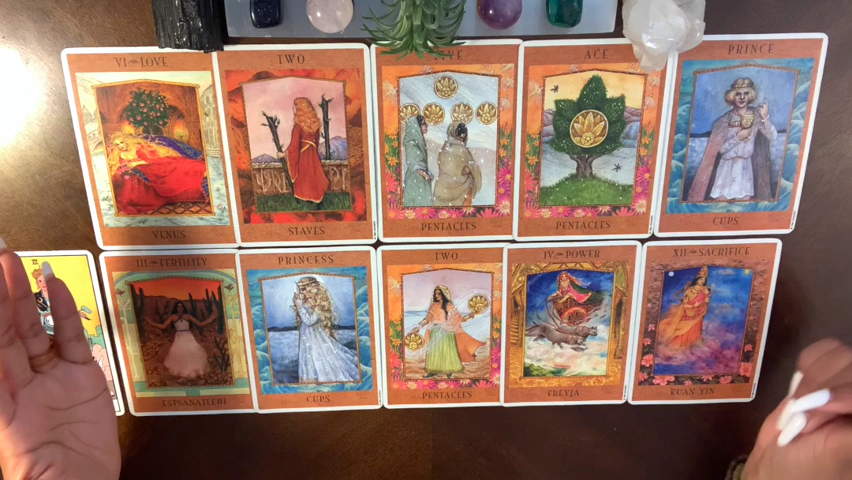 VI LOVE
VENUS
TWO
STAVES
PENTACLES
ACE
PENTACLES
PRINCE
CUPS
III FERTILITY
ESTSANATLEHI
PRINCESS
CUPS
TWO
PENTACLES
IV POWER
FREYJA
XII SACRIFICE
KUAN YIN